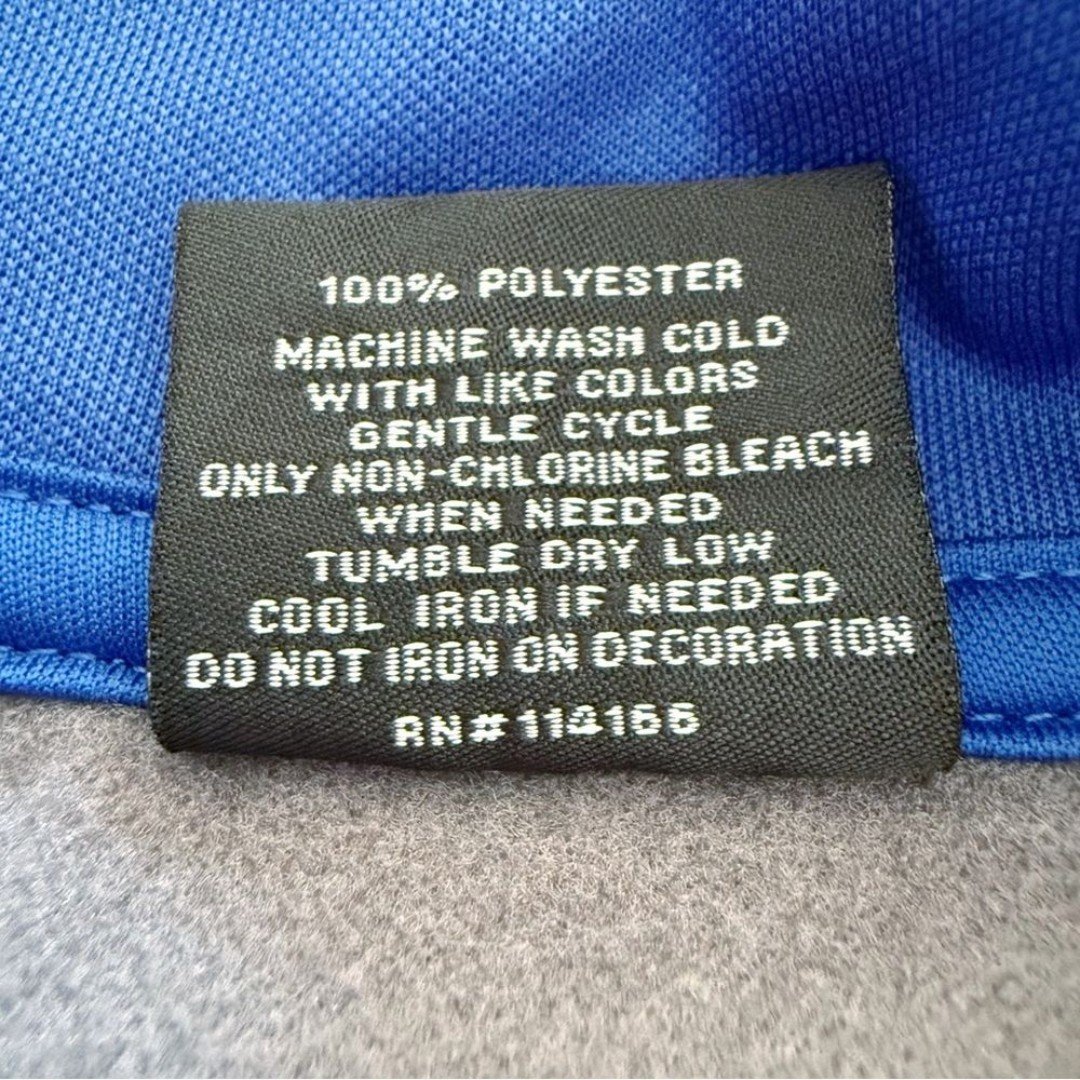 100% POLYESTER
MACHINE WASH COLD
WITH LIKE COLORS
GENTLE CYCLE
ONLY NON-CHLORINE BLEACH
WHEN NEEDED
TUMBLE DRY LOW
COOL IRON IF NEEDED
DO NOT IRON ON DECORATION
RN#114166